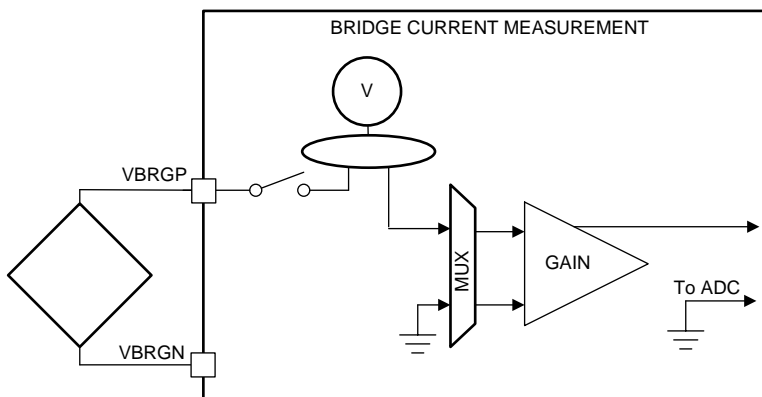 BRIDGE CURRENT MEASUREMENT
V
VBRGP
MUX
GAIN
To ADC
VBRGN